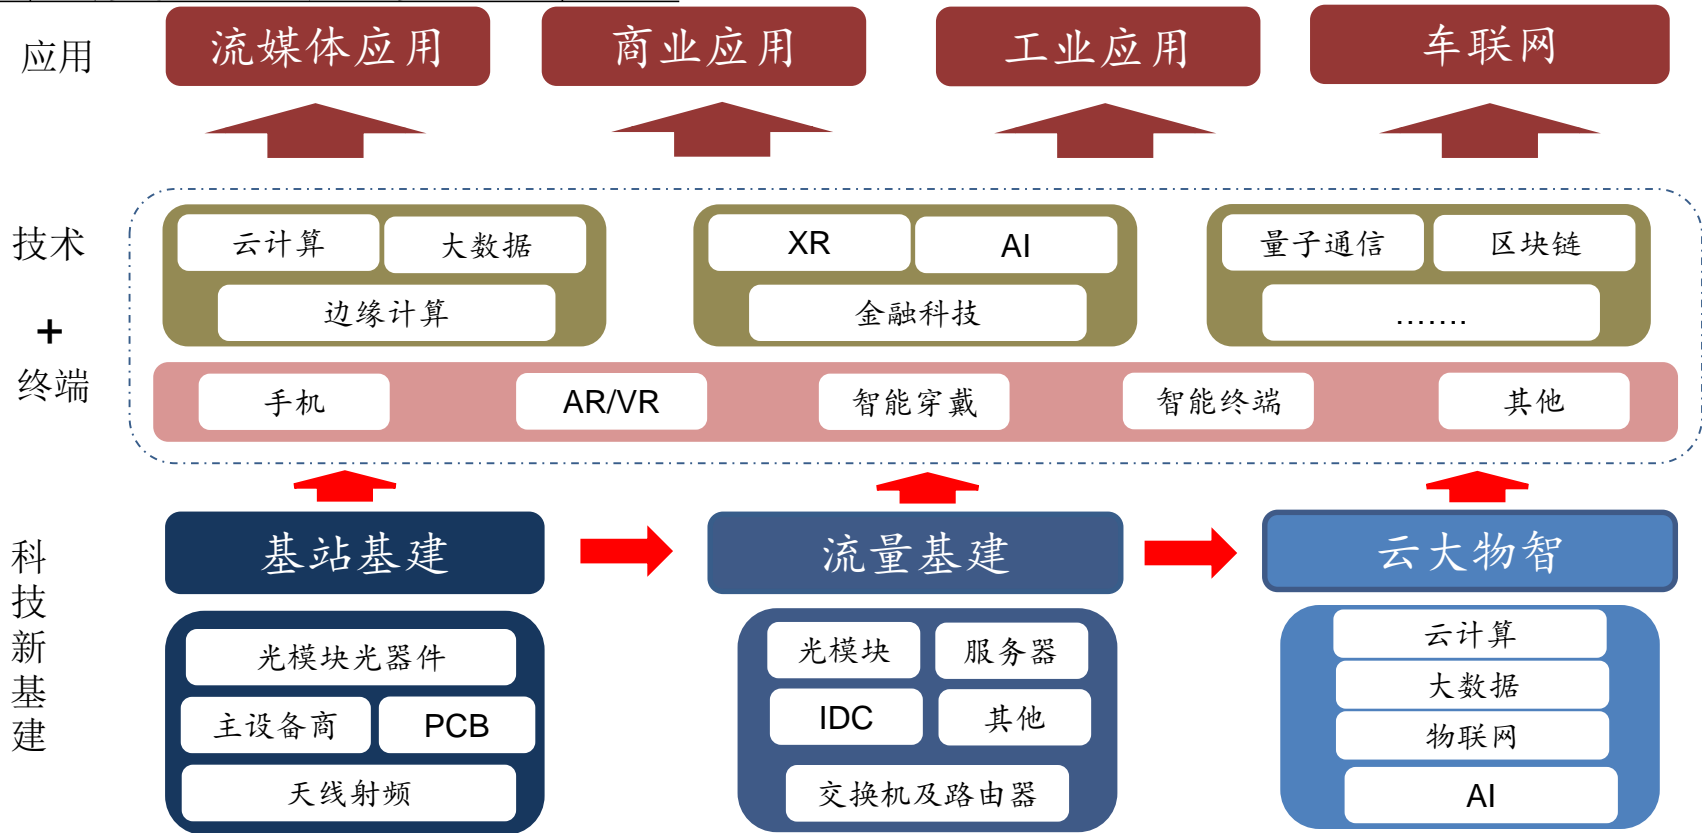 应用
流媒体应用
商业应用
工业应用
车联网
技术
+
终端
云计算
大数据
边缘计算
XR
AI
金融科技
量子通信
区块链
.......
手机
AR/VR
智能穿戴
智能终端
其他
科技新基建
基站基建
流量基建
云大物智
光模块光器件
主设备商
PCB
天线射频
光模块
服务器
IDC
其他
交换机及路由器
云计算
大数据
物联网
AI